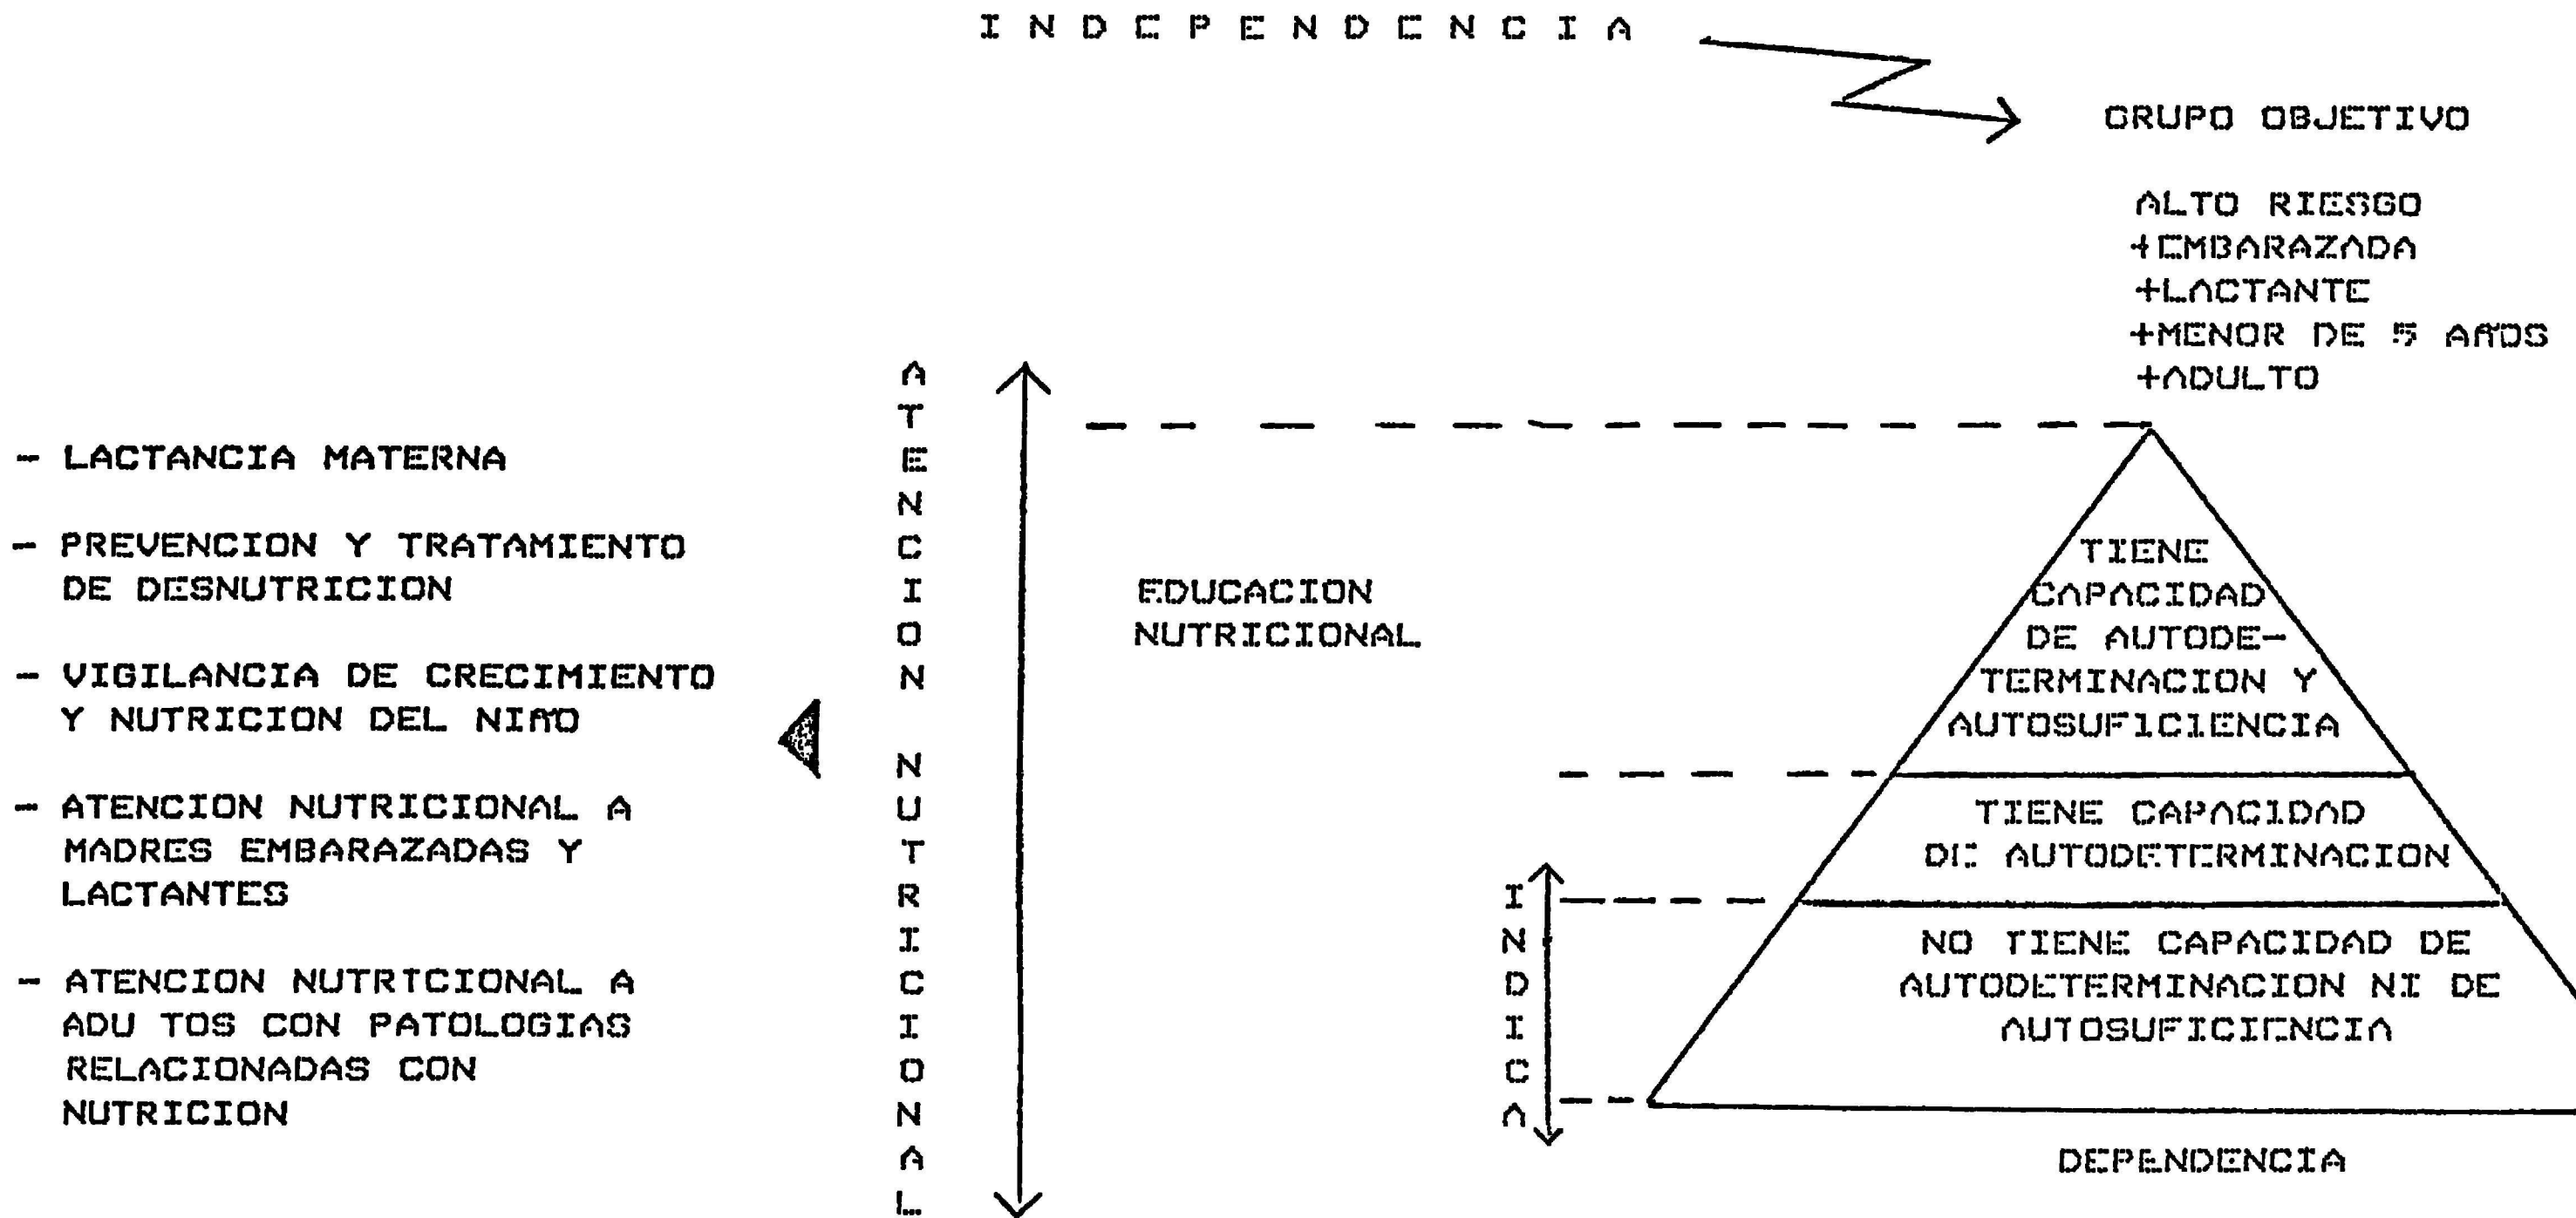 INDEPENDENCIA
GRUPO OBJETIVO
ALTO RIESGO
+EMBARAZADA
+LACTANTE
+MENOR DE 5 AÑOS
+ADULTO
- LACTANCIA MATERNA
- PREVENCION Y TRATAMIENTO
DE DESNUTRICION
- VIGILANCIA DE CRECIMIENTO
Y NUTRICION DEL NIÑO
- ATENCION NUTRICIONAL A
MADRES EMBARAZADAS Y
LACTANTES
- ATENCION NUTRICIONAL A
ADU TOS CON PATOLOGIAS
RELACIONADAS CON
NUTRICION
ATENCION NUTRICIONAL
EDUCACION
NUTRICIONAL
INDICA
TIENE
CAPACIDAD
DE AUTODE-
TERMINACION Y
AUTOSUFICIENCIA
TIENE CAPACIDAD
DE AUTODETERMINACION
NO TIENE CAPACIDAD DE
AUTODETERMINACION NI DE
AUTOSUFICIENCIA
DEPENDENCIA